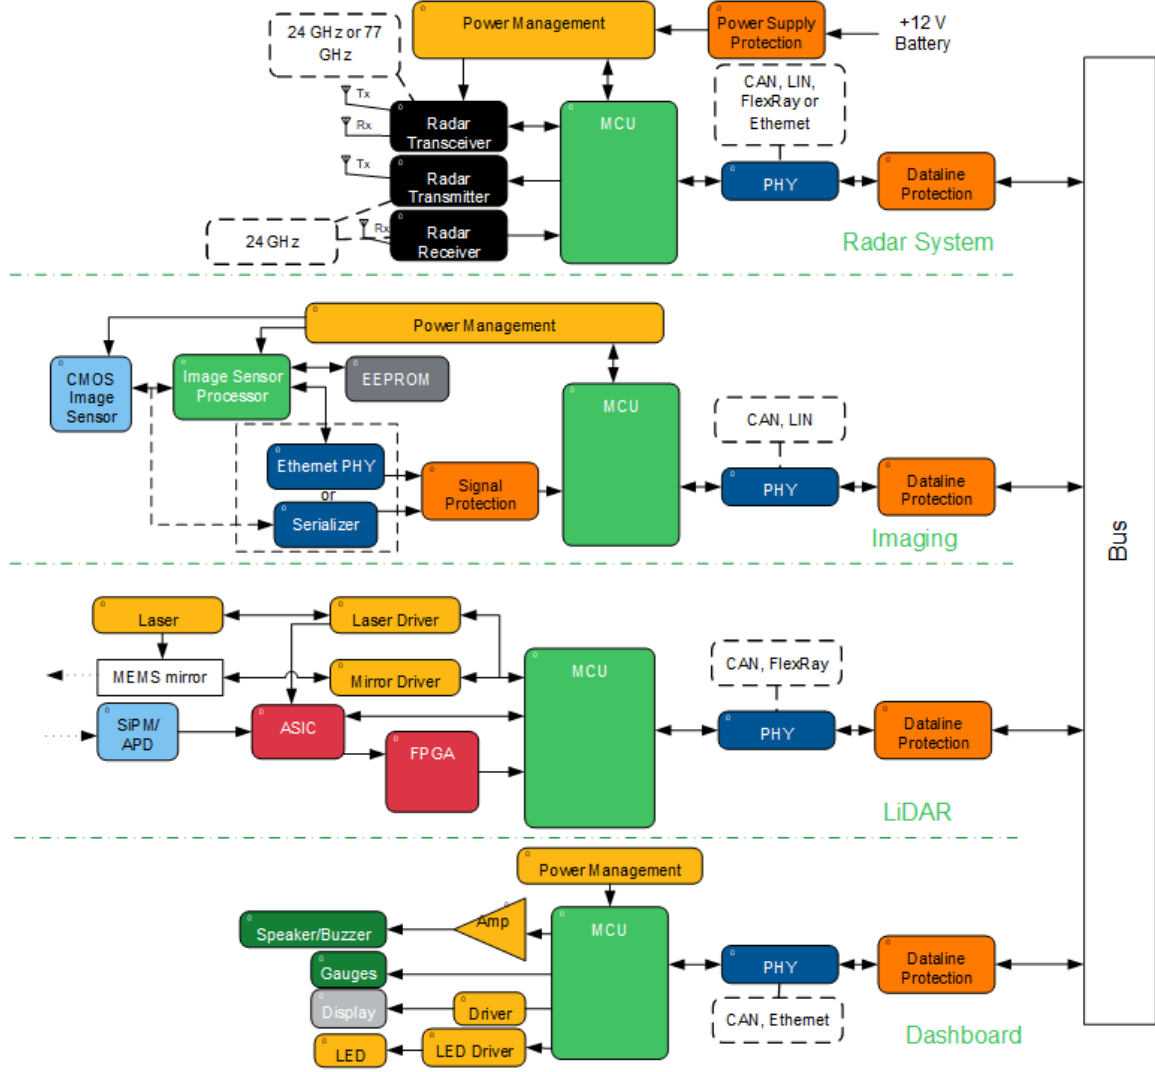 Power Management
Power Supply
Protection
+12 V
Battery
24 GHz or 77
GHz
CAN, LIN,
FlexRay or
Ethernet
Tx
Rx
Radar
Transceiver
MCU
Tx
Radar
Transmitter
PHY
Dataline
Protection
24 GHz
Rx
Radar
Receiver
Radar System
Power Management
CMOS
Image
Sensor
Image Sensor
Processor
EEPROM
MCU
CAN, LIN
Ethernet PHY
or
Serializer
Signal
Protection
PHY
Dataline
Protection
Imaging
Bus
Laser
Laser Driver
MEMS mirror
Mirror Driver
MCU
CAN, FlexRay
SiPM/
APD
ASIC
FPGA
PHY
Dataline
Protection
LiDAR
Power Management
Speaker/Buzzer
Amp
MCU
Gauges
Display
Driver
LED
LED Driver
PHY
Dataline
Protection
CAN, Ethernet
Dashboard